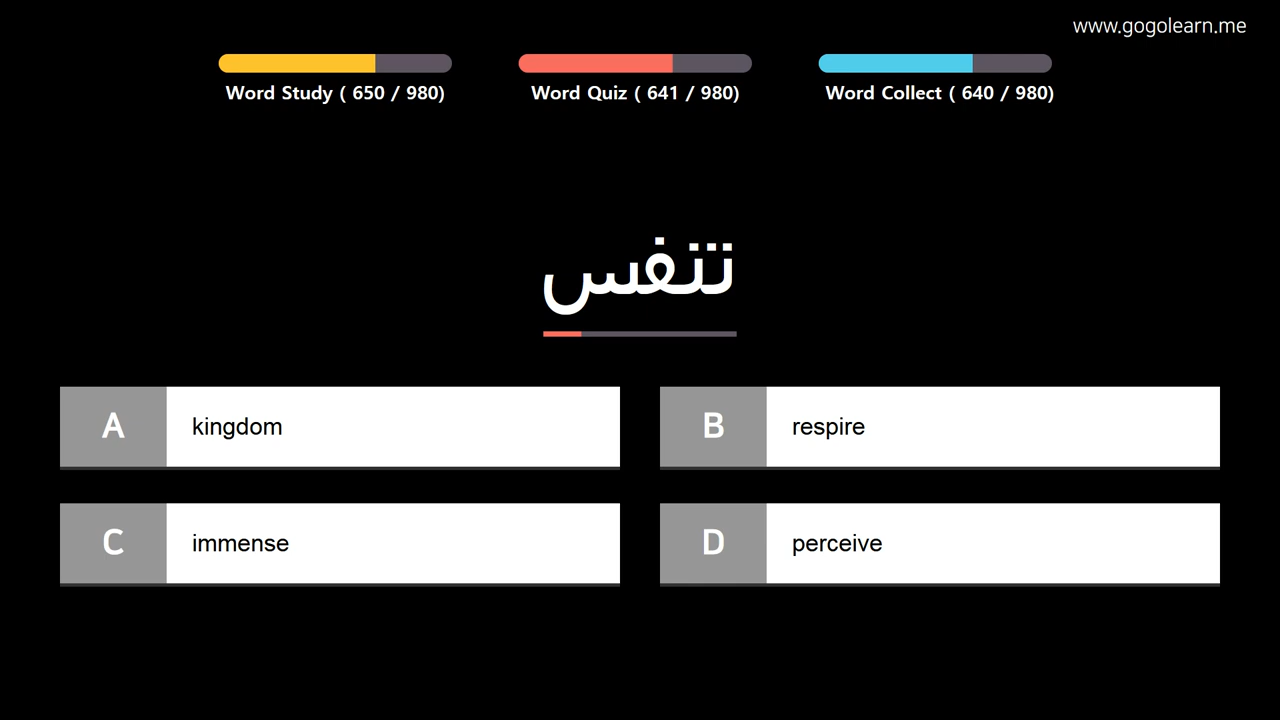 www.gogolearn.me
Word Study ( 650 / 980)
Word Quiz ( 641 / 980)
Word Collect ( 640 / 980)
تتنفس
A kingdom
B respire
C immense
D perceive